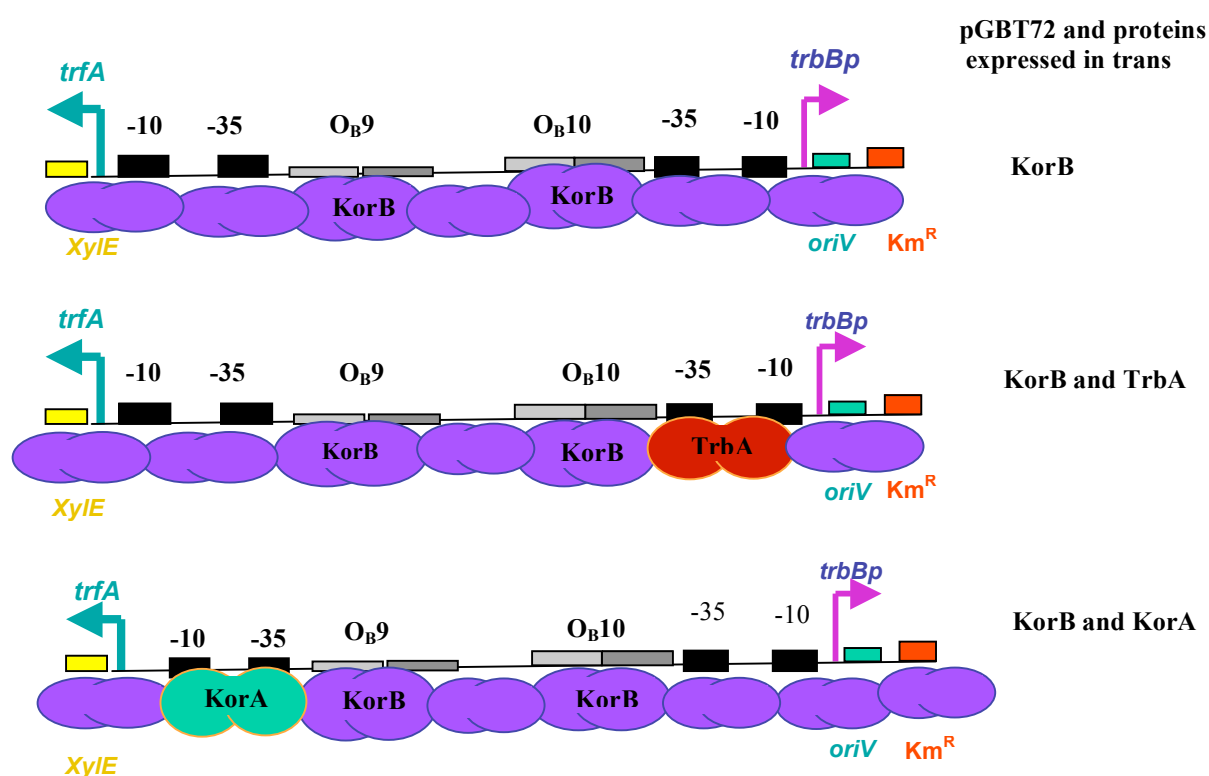 pGBT72 and proteins
expressed in trans
trfA
trbBp
-10 -35 OB9 OB10 -35 -10
KorB
KorB KorB
XylE oriV KmR
trfA trbBp
-10 -35 OB9 OB10 -35 -10
KorB and TrbA
KorB KorB TrbA
XylE oriV KmR
trfA trbBp
-10 -35 OB9 OB10 -35 -10
KorB and KorA
KorA KorB KorB
XylE oriV KmR